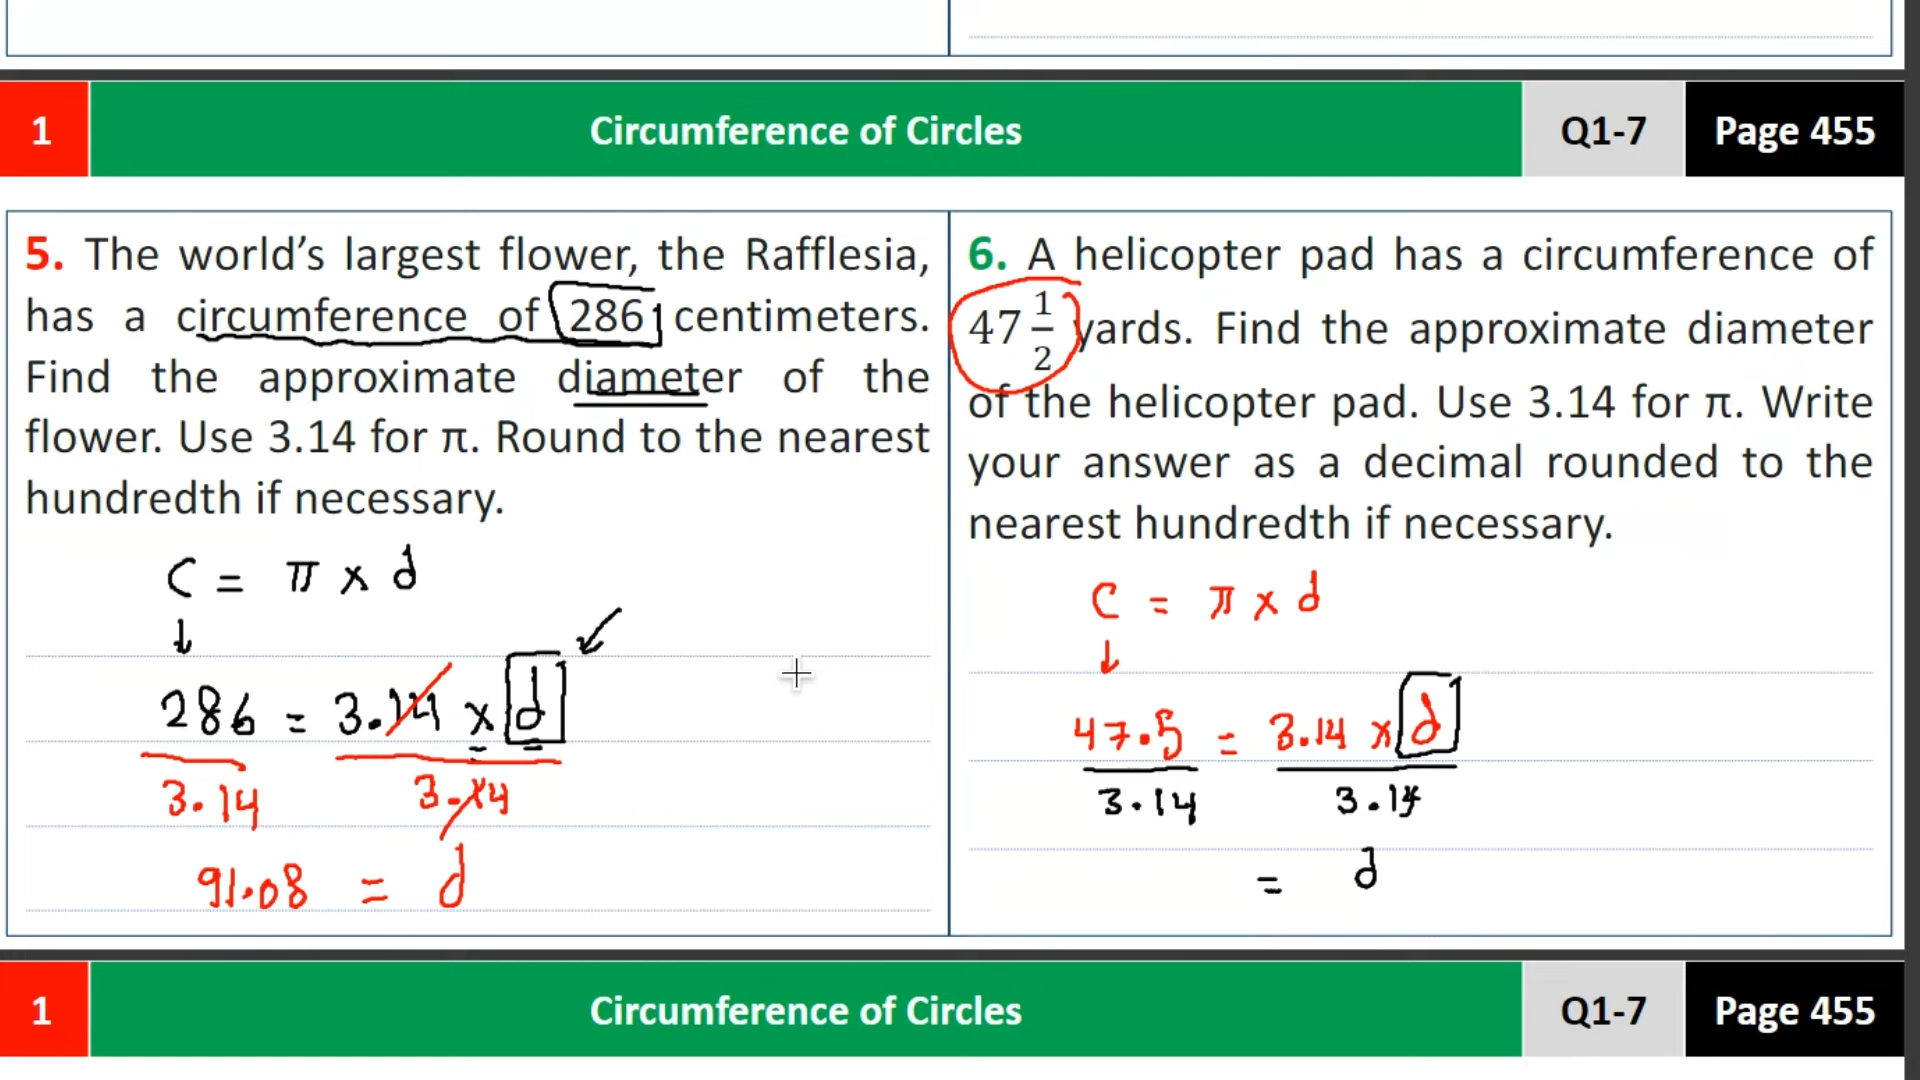 1 Circumference of Circles Q1-7 Page 455
5. The world's largest flower, the Rafflesia,
has a circumference of 286 centimeters.
Find the approximate diameter of the
flower. Use 3.14 for π. Round to the nearest
hundredth if necessary.
C = π × d
↓
286 = 3.14 × d
3.14 3.14
91.08 = d
6. A helicopter pad has a circumference of
47 1/2 yards. Find the approximate diameter
of the helicopter pad. Use 3.14 for π. Write
your answer as a decimal rounded to the
nearest hundredth if necessary.
C = π × d
↓
47.5 = 3.14 × d
3.14 3.14
= d
1 Circumference of Circles Q1-7 Page 455